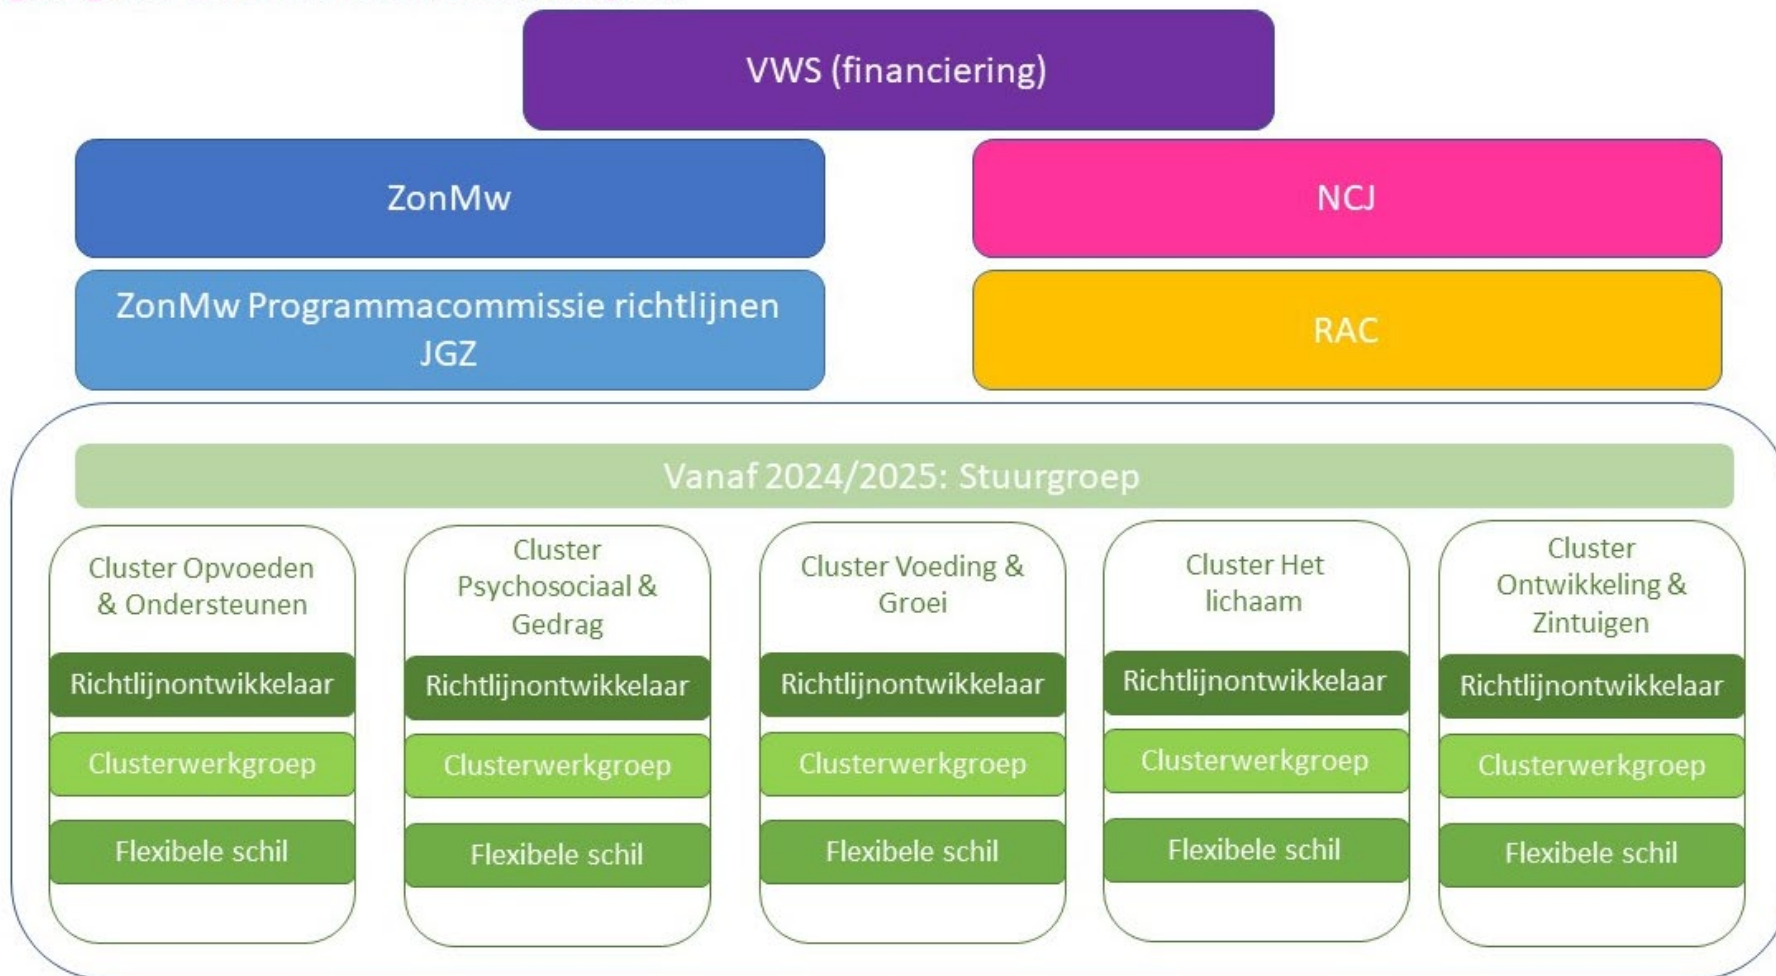 VWS (financiering)
ZonMw
NCJ
ZonMw Programmacommissie richtlijnen
JGZ
RAC
Vanaf 2024/2025: Stuurgroep
Cluster Opvoeden
& Ondersteunen
Richtlijnontwikkelaar
Clusterwerkgroep
Flexibele schil
Cluster
Psychosociaal &
Gedrag
Richtlijnontwikkelaar
Clusterwerkgroep
Flexibele schil
Cluster Voeding &
Groei
Richtlijnontwikkelaar
Clusterwerkgroep
Flexibele schil
Cluster Het
lichaam
Richtlijnontwikkelaar
Clusterwerkgroep
Flexibele schil
Cluster
Ontwikkeling &
Zintuigen
Richtlijnontwikkelaar
Clusterwerkgroep
Flexibele schil